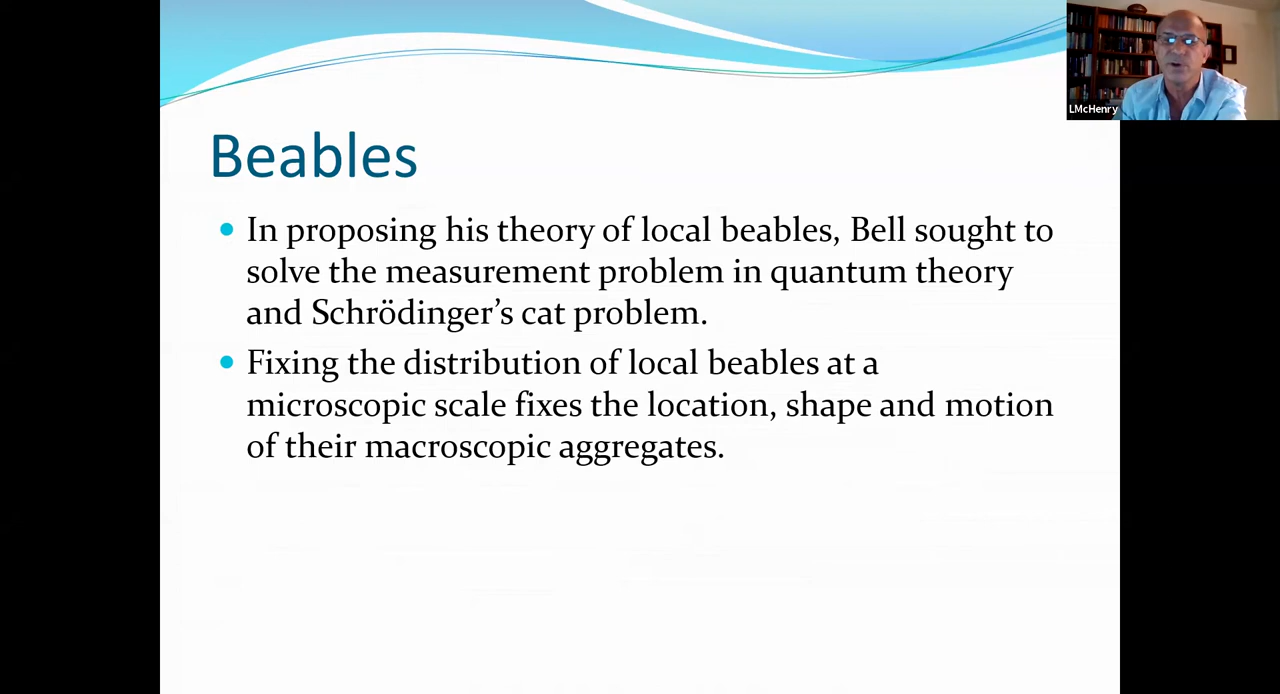 LMcHenry
Beables
In proposing his theory of local beables, Bell sought to
solve the measurement problem in quantum theory
and Schrödinger’s cat problem.
Fixing the distribution of local beables at a
microscopic scale fixes the location, shape and motion
of their macroscopic aggregates.